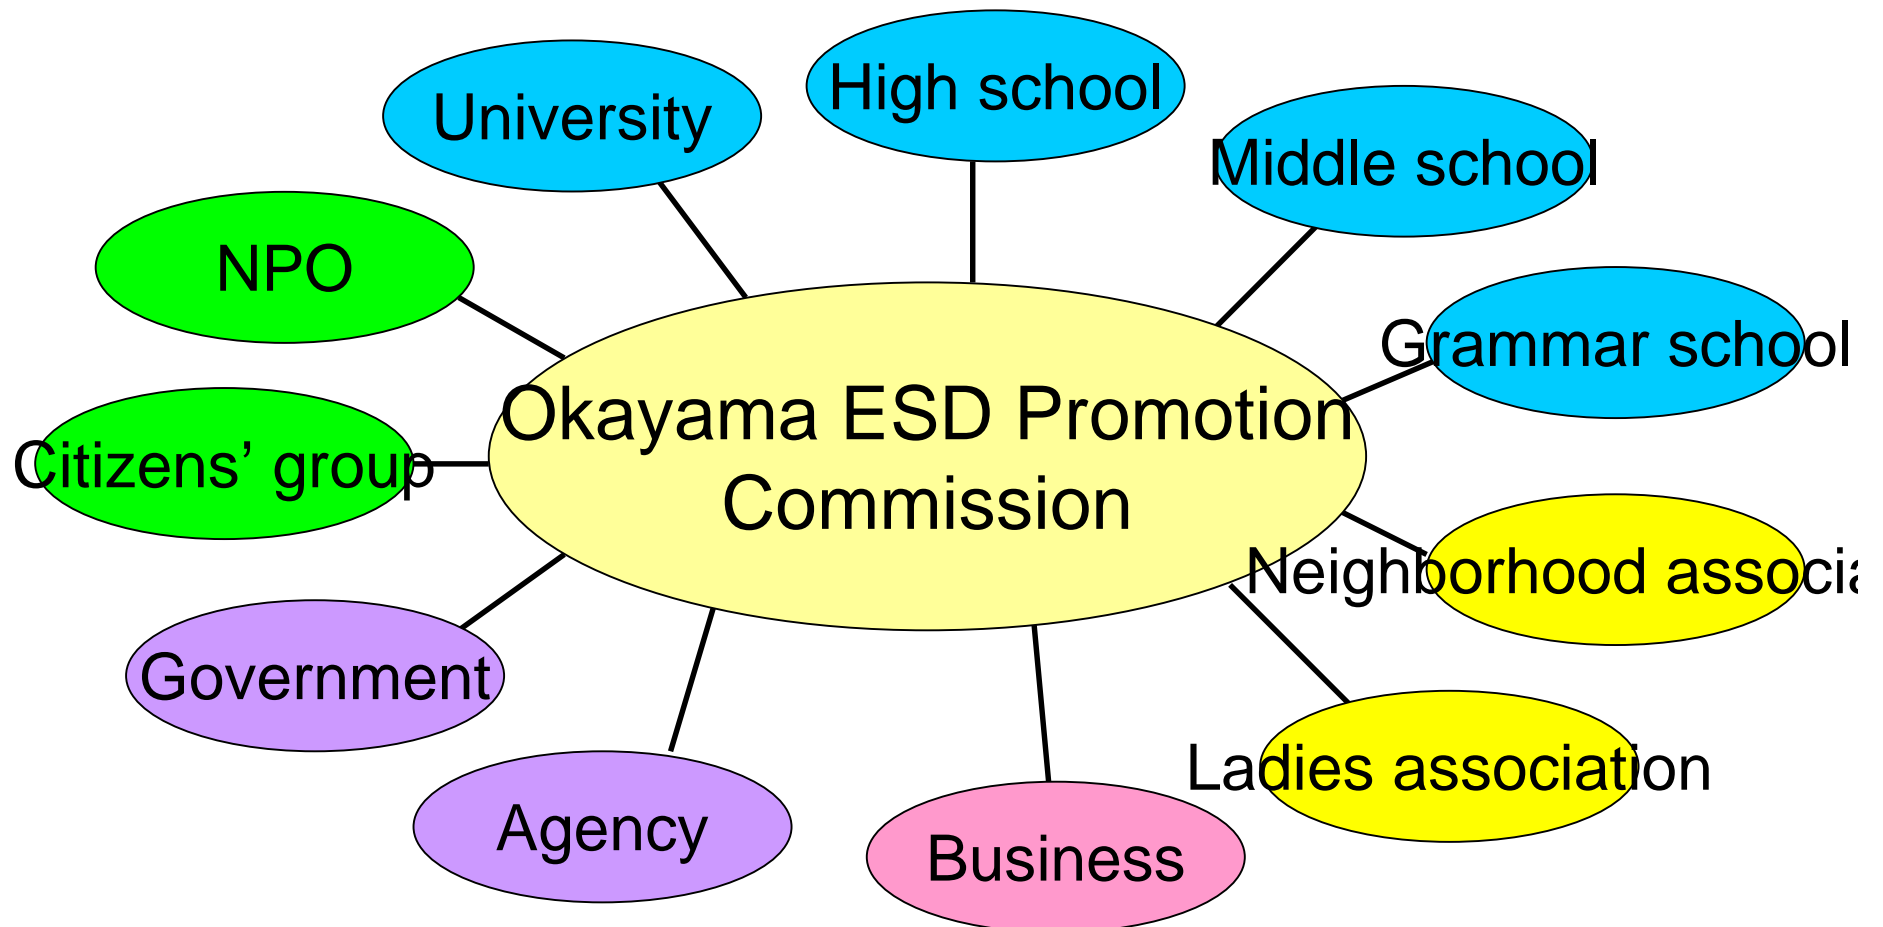 High school
University
Middle school
NPO
Grammar school
Okayama ESD Promotion
Commission
Citizens’ group
Neighborhood
Government
Ladies association
Agency
Business